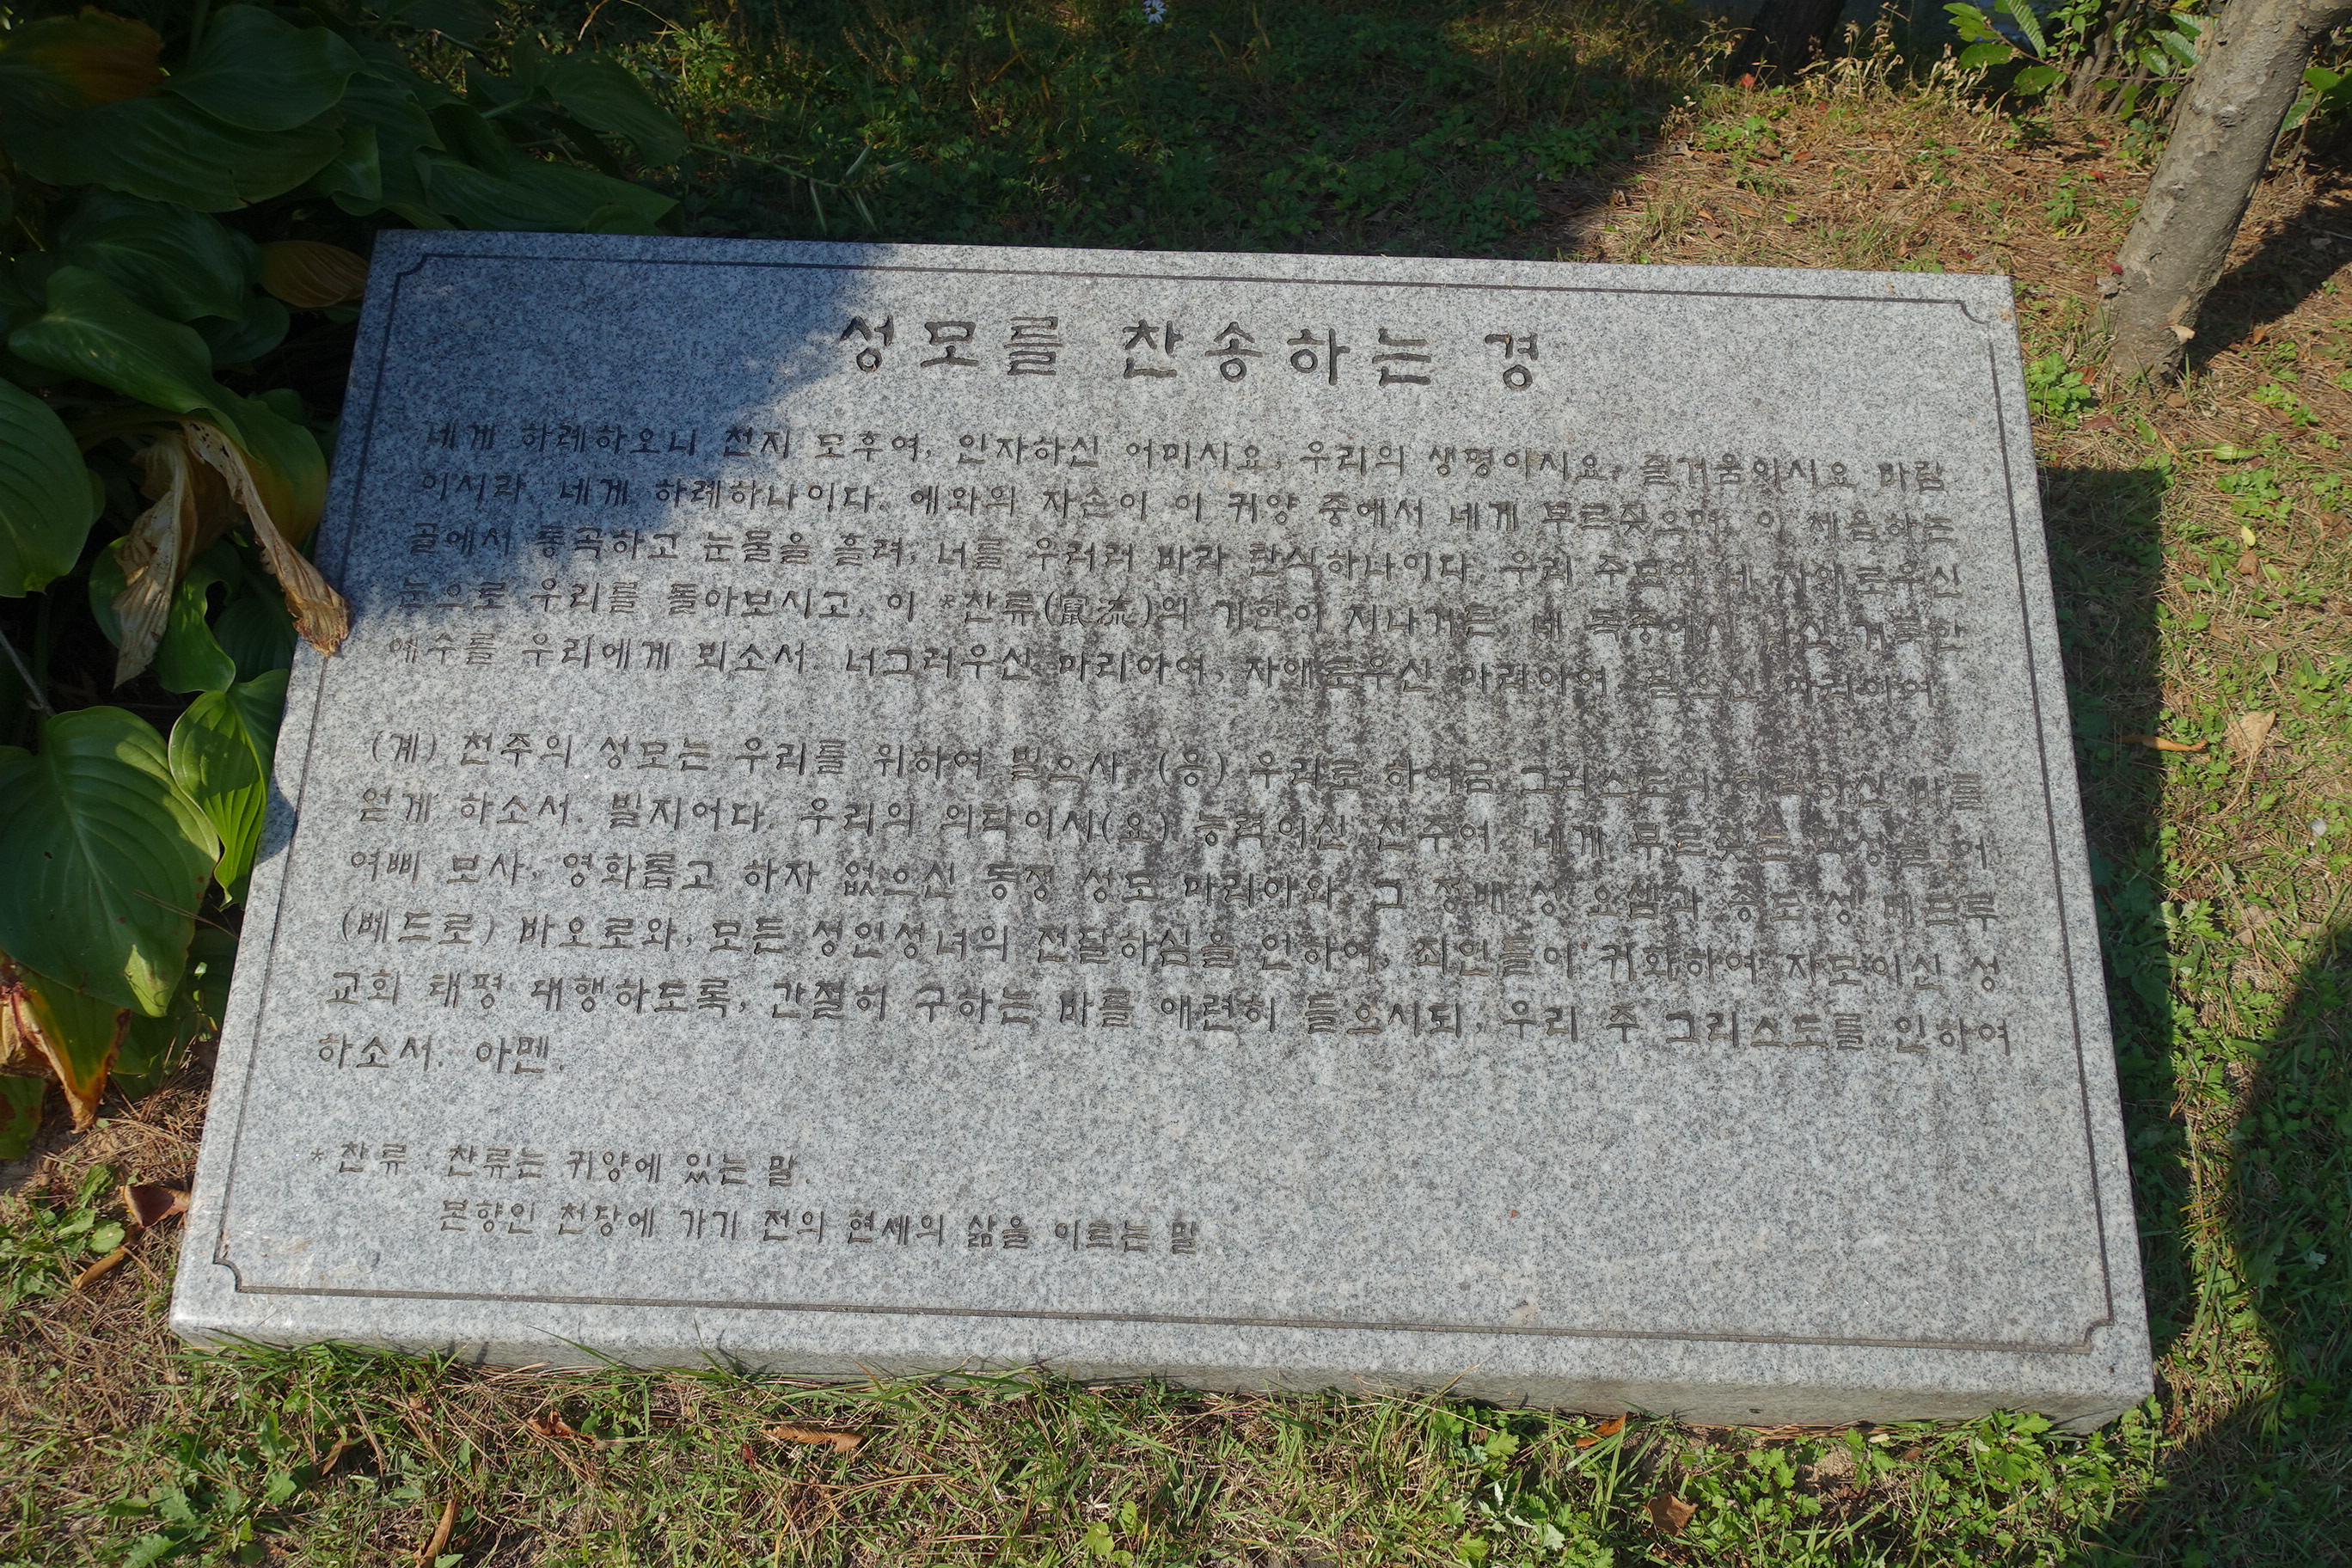 성모를 찬송하는 경
네게 하례하오니 천지 모후여, 인자하신 어미시요, 우리의 생명이시요, 즐거움이시요 바람
이시라. 네게 하례하나이다. 에와의 자손이 이 귀양 중에서 네게 부르짖으며, 이 체읍하는
골에서 통곡하고 눈물을 흘려, 너를 우러러 바라 탄식하나이다. 우리 주보여 네 자애로우신
눈으로 우리를 돌아보시고, 이 *찬류(竄流)의 기한이 지나거든, 네 복중에서 나신 거룩한
예수를 우리에게 뵈소서. 너그러우신 마리아여, 자애로우신 마리아여 빌으신 마리아여
(계) 천주의 성모는 우리를 위하여 빌으사, (응) 우리로 하여금 그리스도의 허락하신 바를
얻게 하소서. 빌지어다. 우리의 의탁이시(요) 능력이신 천주여, 네게 부르짖는 백성을 어
여삐 보사, 영화롭고 하자 없으신 동정 성모 마리아와, 그 정배 성 요셉과 종도 성 베드루
(베드로) 바오로와, 모든 성인성녀의 전달하심을 인하여, 죄인들이 귀화하여 자모이신 성
교회 태평 대행하도록, 간절히 구하는 바를 애련히 들으시되, 우리 주 그리스도를 인하여
하소서. 아멘.
*찬류 : 찬류는 귀양에 있는 말.
본향인 천당에 가기 전의 현세의 삶을 이르는 말